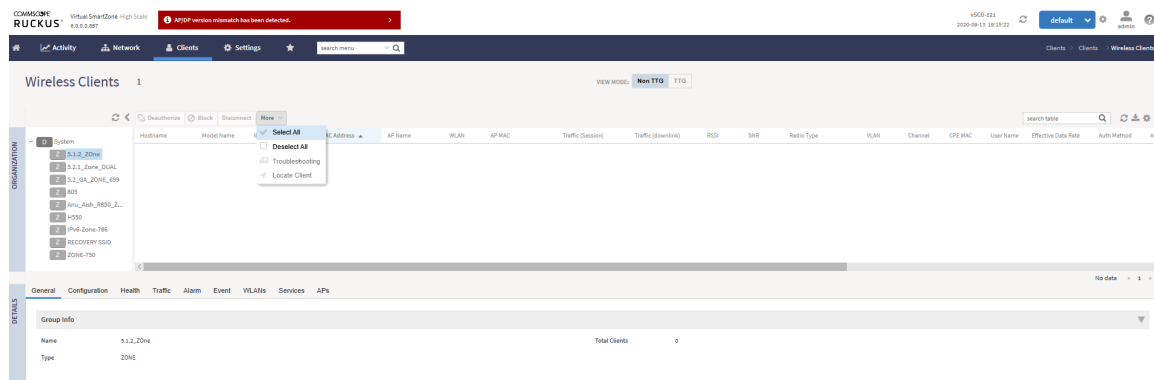 COMMSCOPE
RUCKUS
Virtual SmartZone High Scale
6.0.0.0.857
AP/DP version mismatch has been detected.
vSCG-121
2020-09-13 16:15:22
default
admin
Activity
Network
Clients
Settings
search menu
Clients > Clients > Wireless Clients
Wireless Clients 1
VIEW MODE: Non TTG TTG
Deauthorize Block Disconnect More
search table
Hostname Model Name AC Address AP Name WLAN AP MAC Traffic (Session) Traffic (downlink) RSSI SNR Radio Type VLAN Channel CPE MAC User Name Effective Data Rate Auth Method
Select All
Deselect All
Troubleshooting
Locate Client
ORGANIZATION
D System
Z 5.1.2_ZOne
Z 5.2.1_Zone_DUAL
Z 5.2_GA_ZONE_699
Z 805
Z Anu_Aish_R850_Z...
Z H550
Z IPv6-Zone-786
Z RECOVERY SSID
Z ZONE-750
No data 1
DETAILS
General Configuration Health Traffic Alarm Event WLANs Services APs
Group Info
Name 5.1.2_ZOne Total Clients 0
Type ZONE